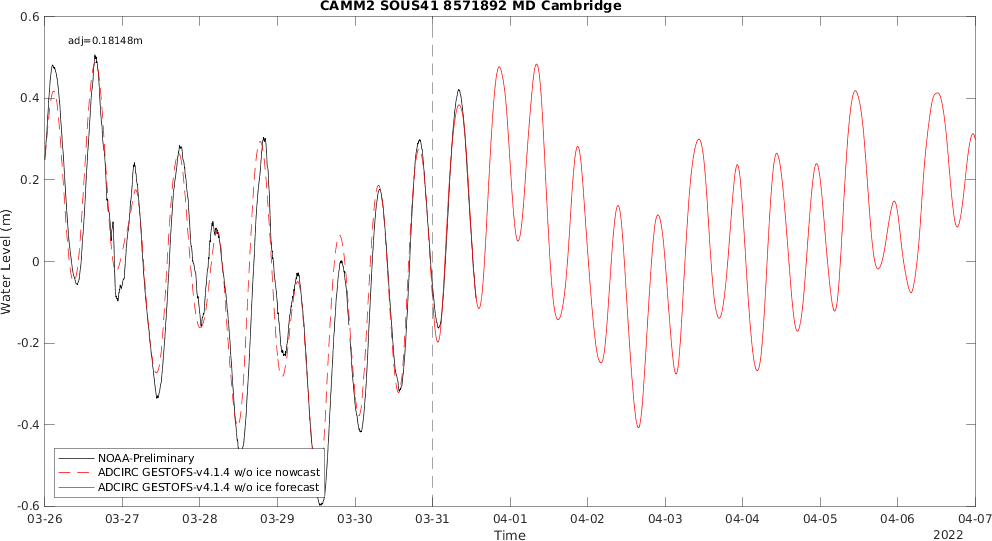 CAMM2 SOUS41 8571892 MD Cambridge
adj=0.18148m
0.6
0.4
0.2
0
-0.2
-0.4
-0.6
Water Level (m)
NOAA-Preliminary
ADCIRC GESTOFS-v4.1.4 w/o ice nowcast
ADCIRC GESTOFS-v4.1.4 w/o ice forecast
03-26 03-27 03-28 03-29 03-30 03-31 04-01 04-02 04-03 04-04 04-05 04-06 04-07
Time
2022